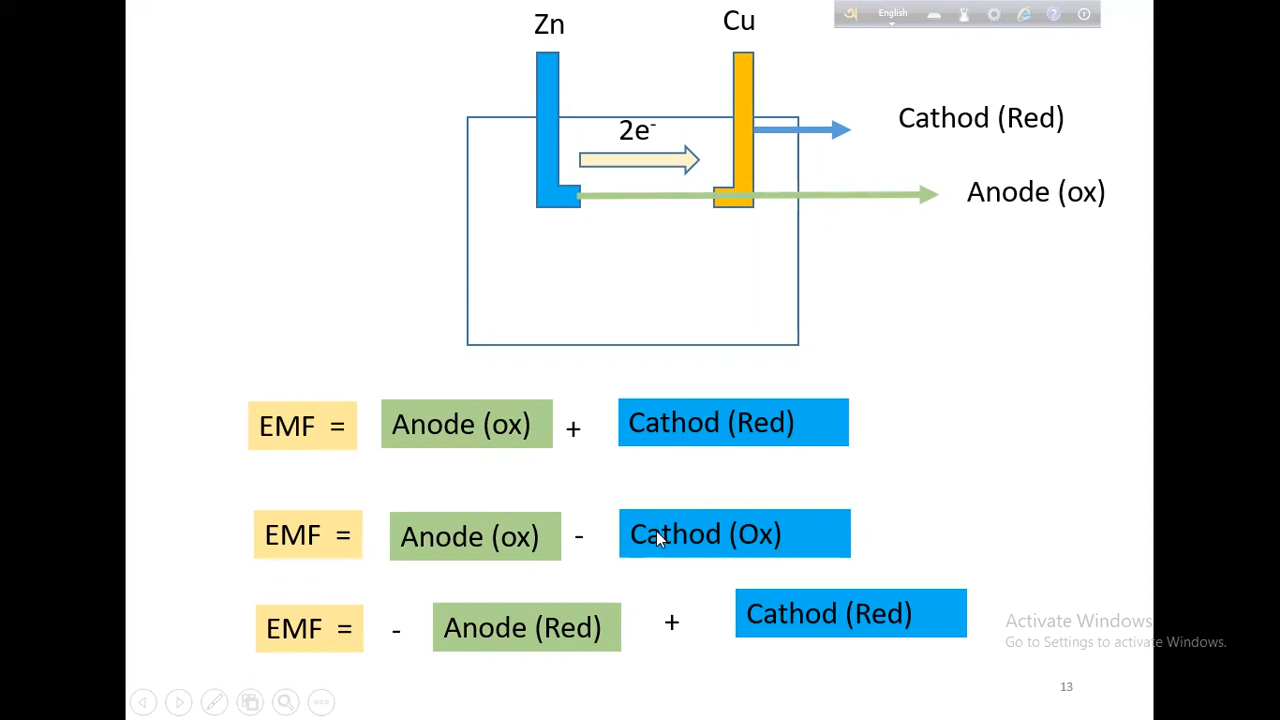 Zn
Cu
অ English
2e-
Cathod (Red)
Anode (ox)
EMF = Anode (ox) + Cathod (Red)
EMF = Anode (ox) - Cathod (Ox)
EMF = - Anode (Red) + Cathod (Red)
Activate Windows
Go to Settings to activate Windows.
13